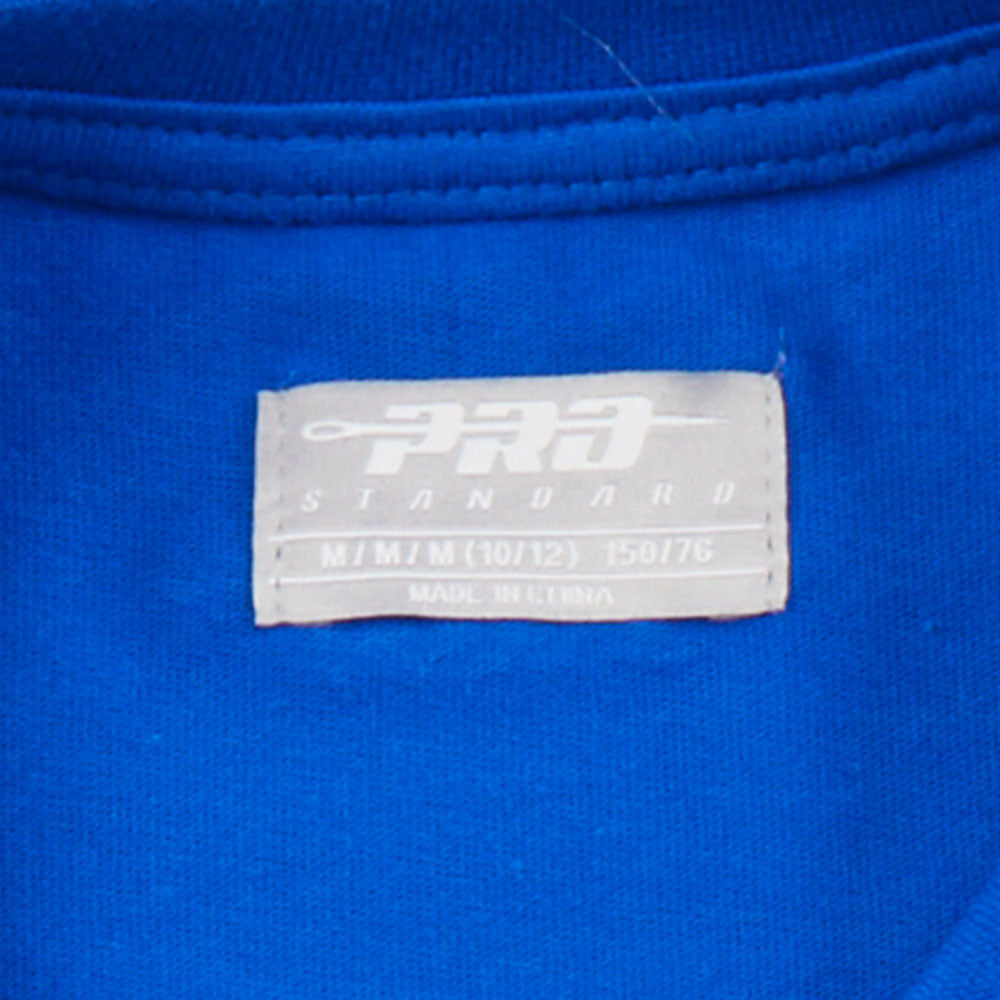 PRO
STANDARD
M/M/M (10/12) 150/76
MADE IN CHINA